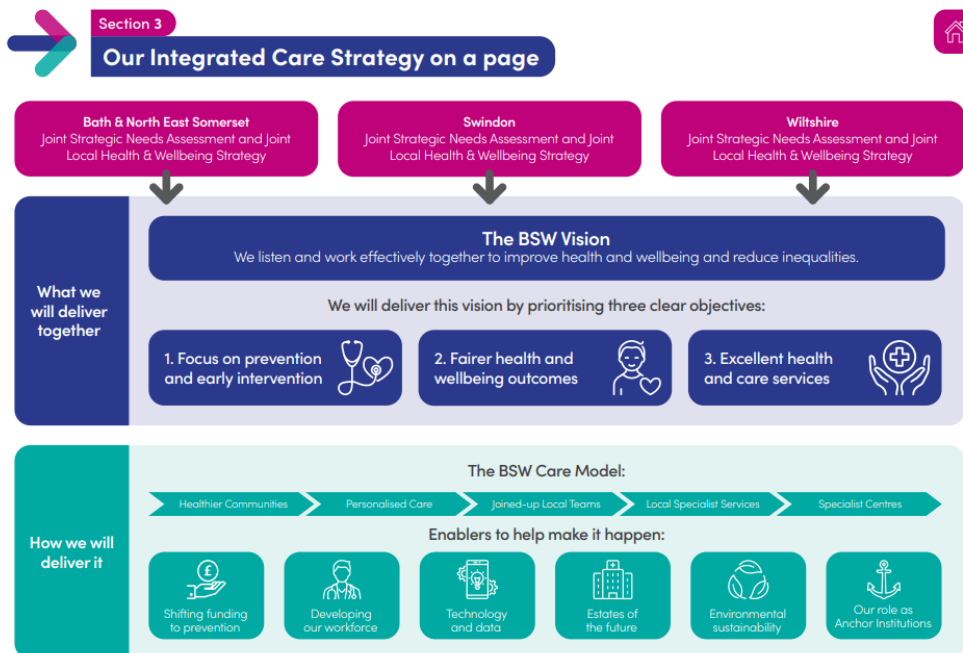 Section 3
Our Integrated Care Strategy on a page
Bath & North East Somerset
Joint Strategic Needs Assessment and Joint
Local Health & Wellbeing Strategy
Swindon
Joint Strategic Needs Assessment and Joint
Local Health & Wellbeing Strategy
Wiltshire
Joint Strategic Needs Assessment and Joint
Local Health & Wellbeing Strategy
What we
will deliver
together
The BSW Vision
We listen and work effectively together to improve health and wellbeing and reduce inequalities.
We will deliver this vision by prioritising three clear objectives:
1. Focus on prevention
and early intervention
2. Fairer health and
wellbeing outcomes
3. Excellent health
and care services
How we will
deliver it
The BSW Care Model:
Healthier Communities
Personalised Care
Joined-up Local Teams
Local Specialist Services
Specialist Centres
Enablers to help make it happen:
£
Shifting funding
to prevention
Developing
our workforce
Technology
and data
Estates of
the future
Environmental
sustainability
Our role as
Anchor Institutions